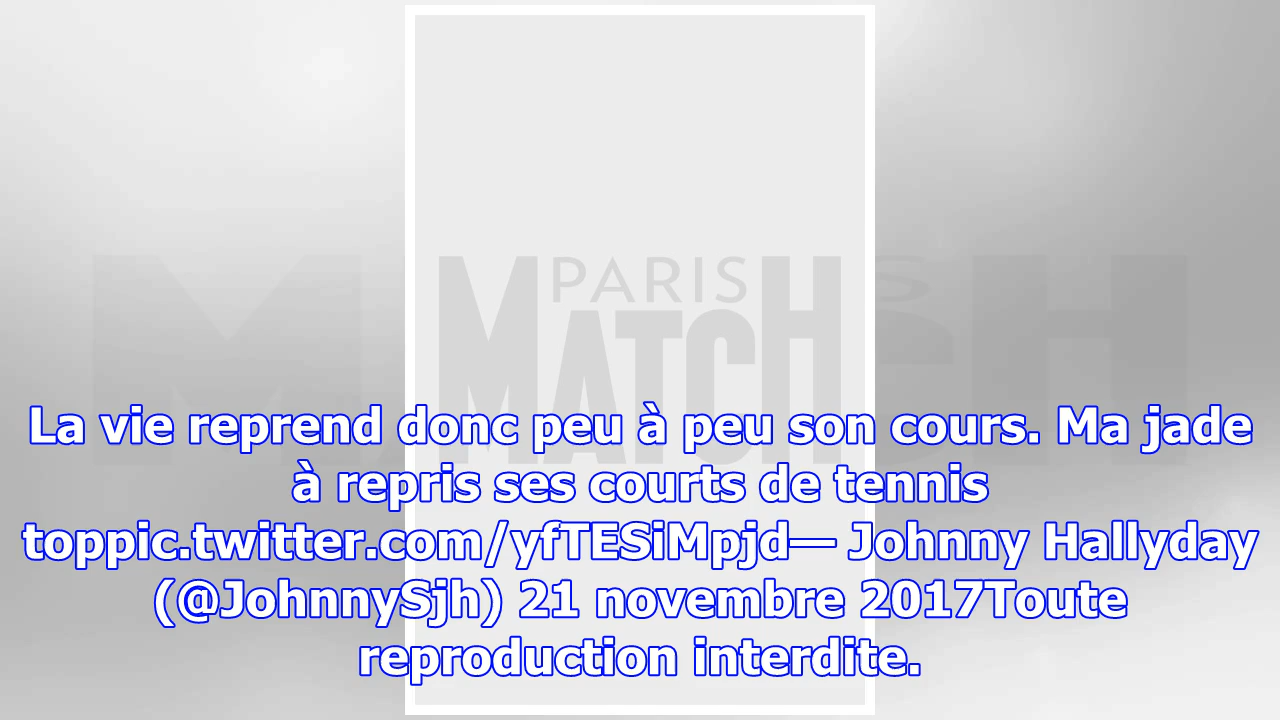 PARIS
MATCH
La vie reprend donc peu à peu son cours. Ma jade
à repris ses courts de tennis
toppic.twitter.com/yfTESiMpjd— Johnny Hallyday
(@JohnnySjh) 21 novembre 2017Toute
reproduction interdite.